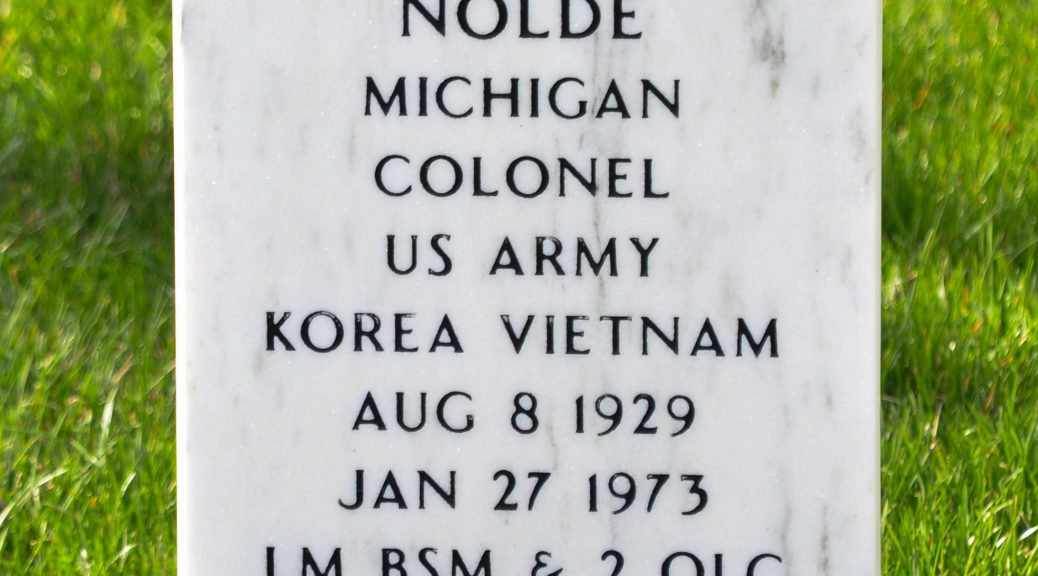 NOLDE
MICHIGAN
COLONEL
US ARMY
KOREA VIETNAM
AUG 8 1929
JAN 27 1973
LM BSM & 2 OLC